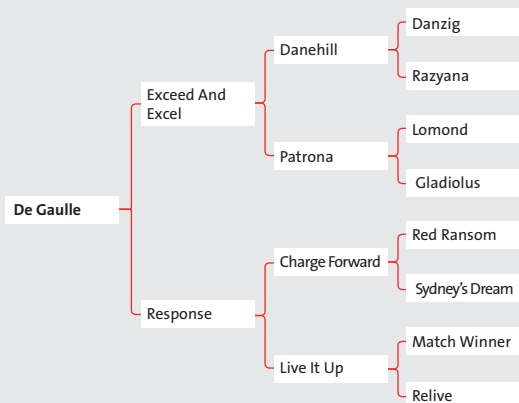 Danzig
Danehill
Razyana
Exceed And
Excel
Lomond
Patrona
Gladiolus
De Gaulle
Red Ransom
Charge Forward
Sydney's Dream
Response
Match Winner
Live It Up
Relive